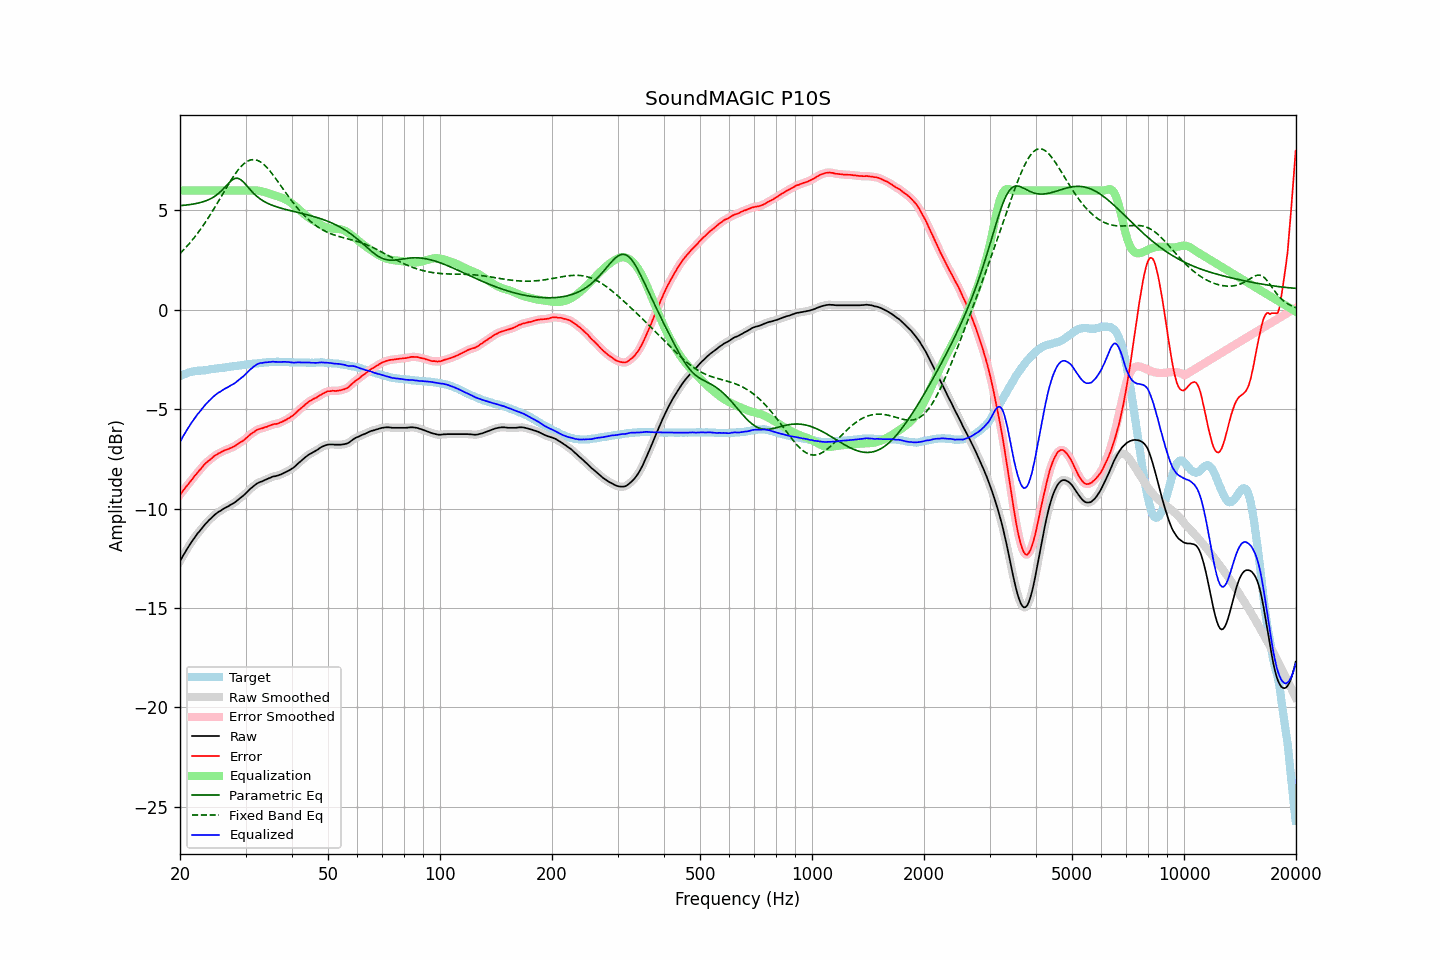 SoundMAGIC P10S
Amplitude (dBr)
5
0
−5
−10
−15
−20
−25
Target
Raw Smoothed
Error Smoothed
Raw
Error
Equalization
Parametric Eq
Fixed Band Eq
Equalized
20 50 100 200 500 1000 2000 5000 10000 20000
Frequency (Hz)